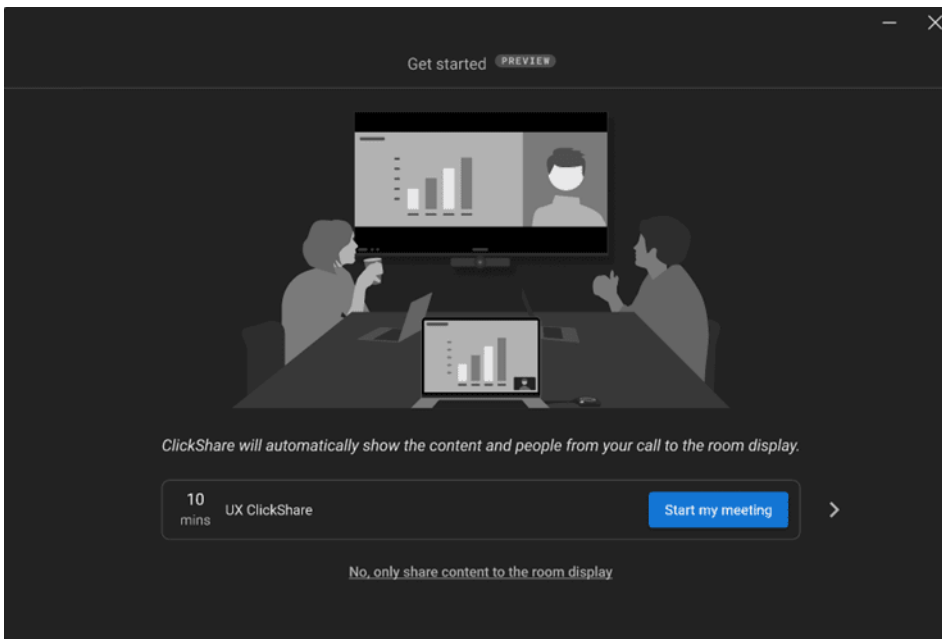 Get started PREVIEW
ClickShare will automatically show the content and people from your call to the room display.
10
mins
UX ClickShare
Start my meeting
No, only share content to the room display